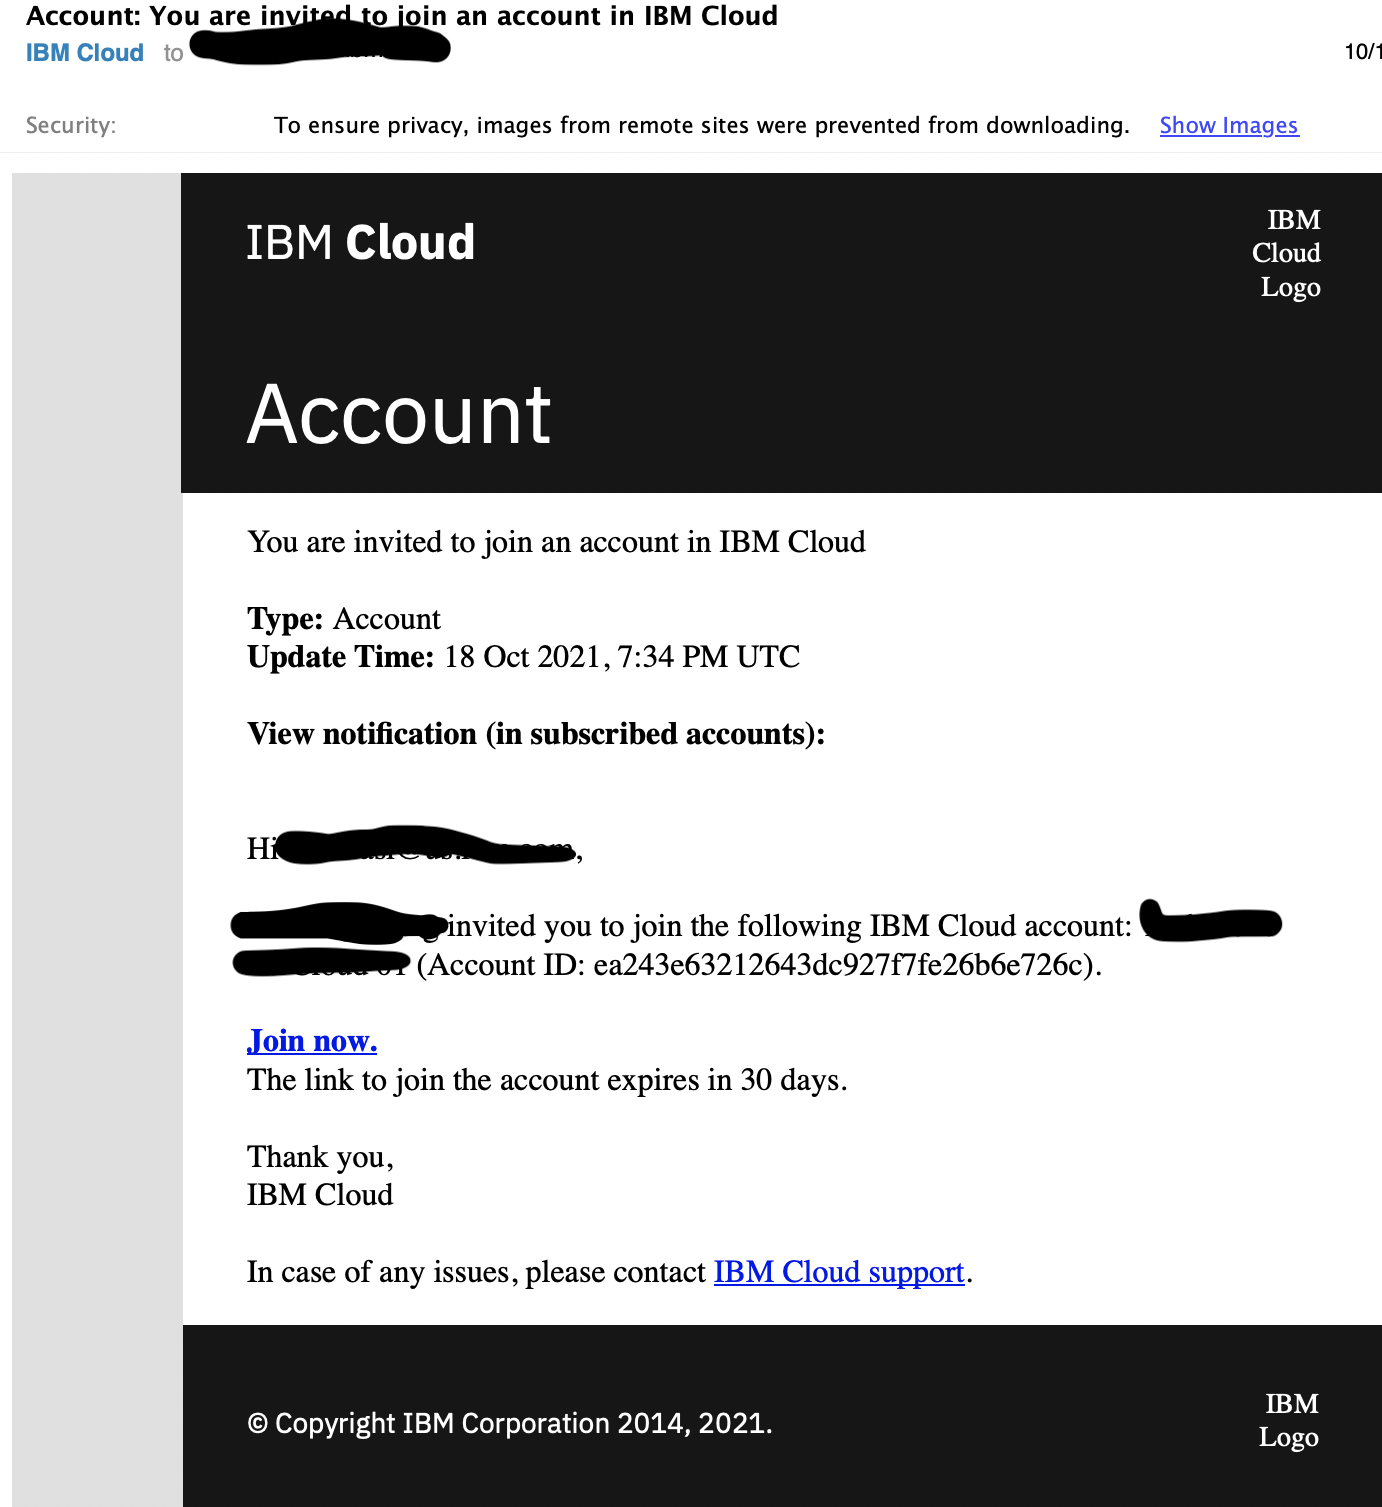 Account: You are invited to join an account in IBM Cloud
IBM Cloud to
10/1
Security: To ensure privacy, images from remote sites were prevented from downloading. Show Images
IBM Cloud
IBM
Cloud
Logo
Account
You are invited to join an account in IBM Cloud
Type: Account
Update Time: 18 Oct 2021, 7:34 PM UTC
View notification (in subscribed accounts):
Hi ,
invited you to join the following IBM Cloud account:
(Account ID: ea243e63212643dc927f7fe26b6e726c).
Join now.
The link to join the account expires in 30 days.
Thank you,
IBM Cloud
In case of any issues, please contact IBM Cloud support.
© Copyright IBM Corporation 2014, 2021.
IBM
Logo